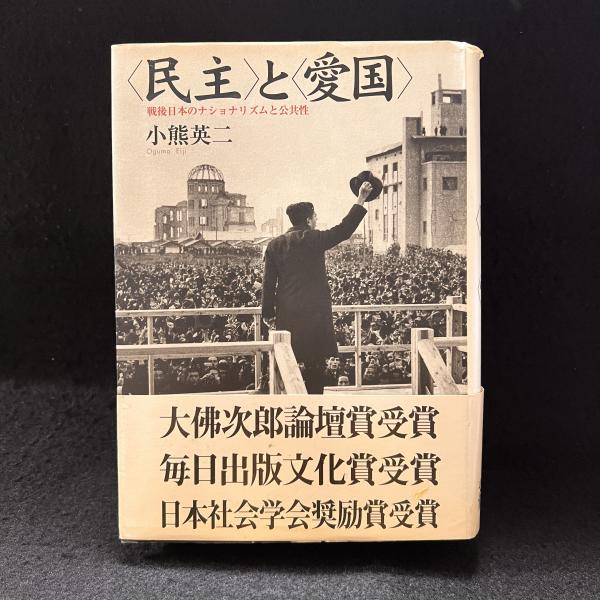 〈民主〉と〈愛国〉
戦後日本のナショナリズムと公共性
小熊英二
Oguma Eiji
大佛次郎論壇賞受賞
毎日出版文化賞受賞
日本社会学会奨励賞受賞